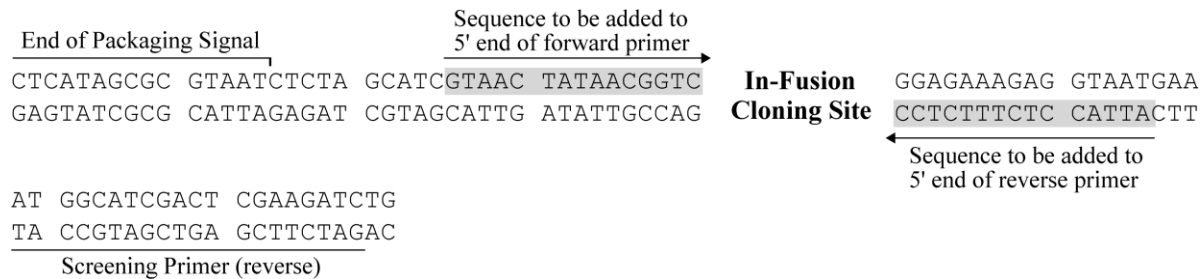 Sequence to be added to
End of Packaging Signal 5' end of forward primer
CTCATAGCGC GTAATCTCTA GCATCGTAAC TATAACGGTC In-Fusion GGAGAAAGAG GTAATGAA
GAGTATCGCG CATTAGAGAT CGTAGCATTG ATATTGCCAG Cloning Site CCTCTTTCTC CATTACTT
Sequence to be added to
5' end of reverse primer
AT GGCATCGACT CGAAGATCTG
TA CCGTAGCTGA GCTTCTAGAC
Screening Primer (reverse)